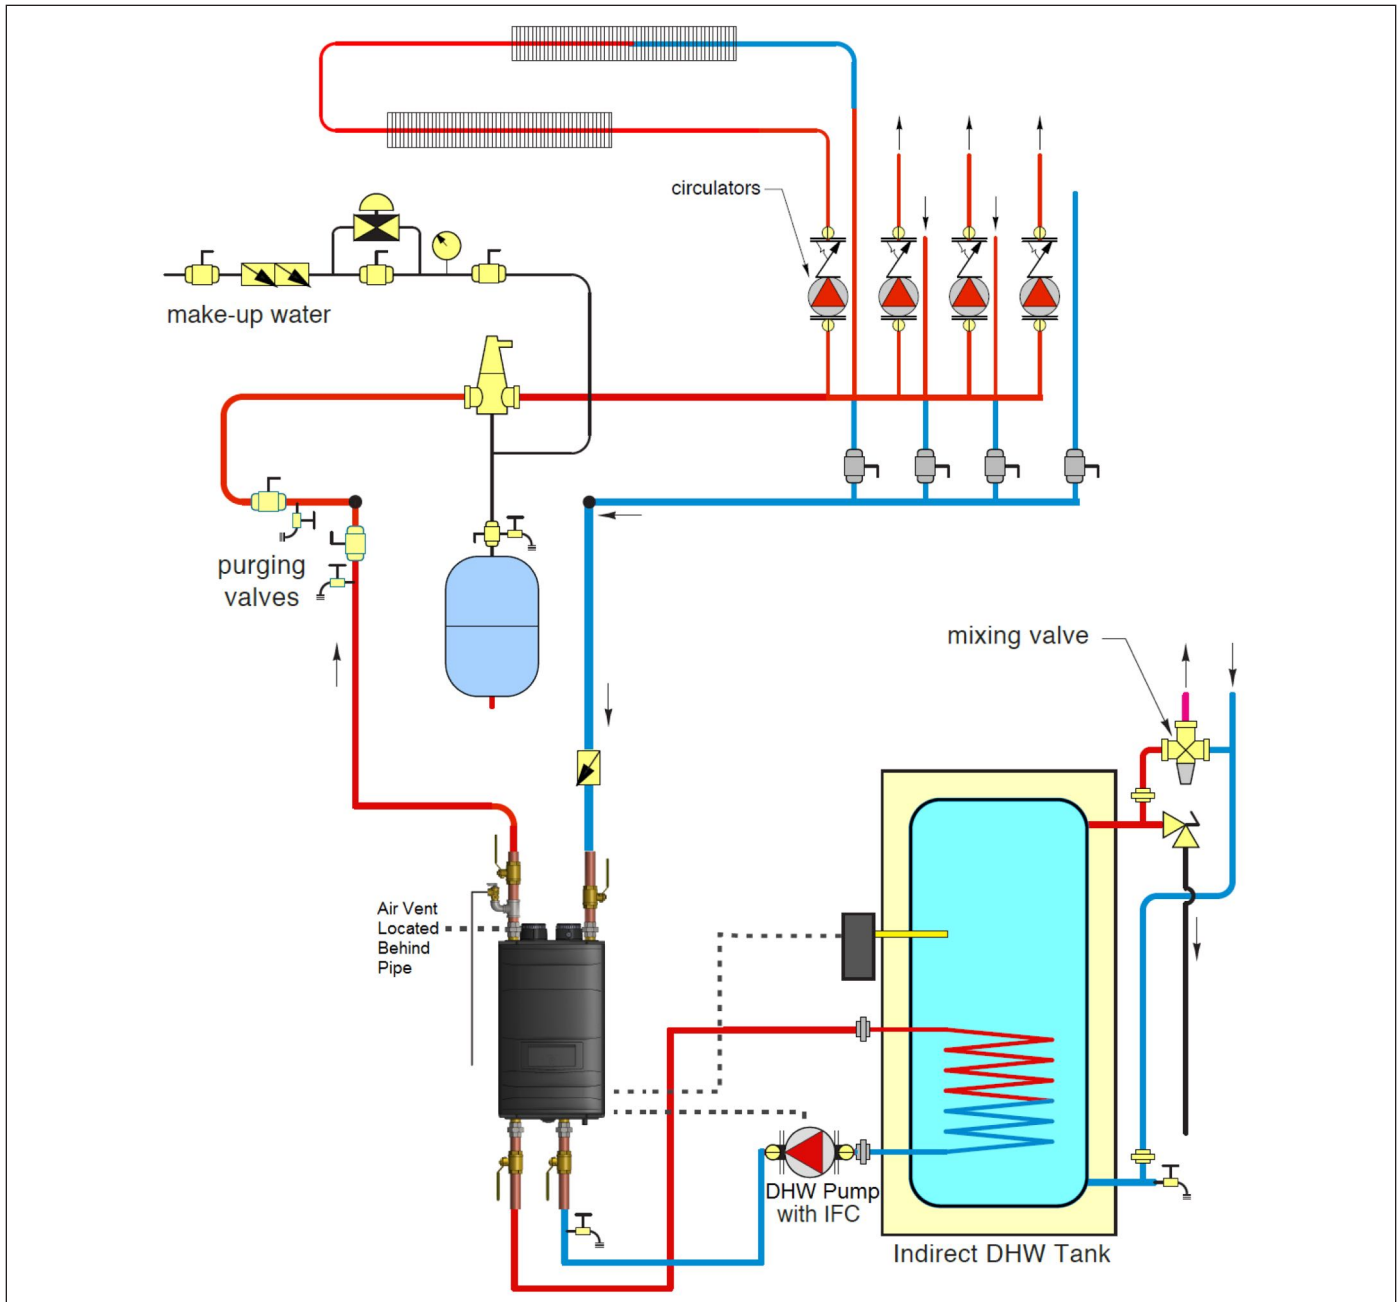 circulators
make-up water
purging
valves
mixing valve
Air Vent
Located
Behind
Pipe
DHW Pump
with IFC
Indirect DHW Tank